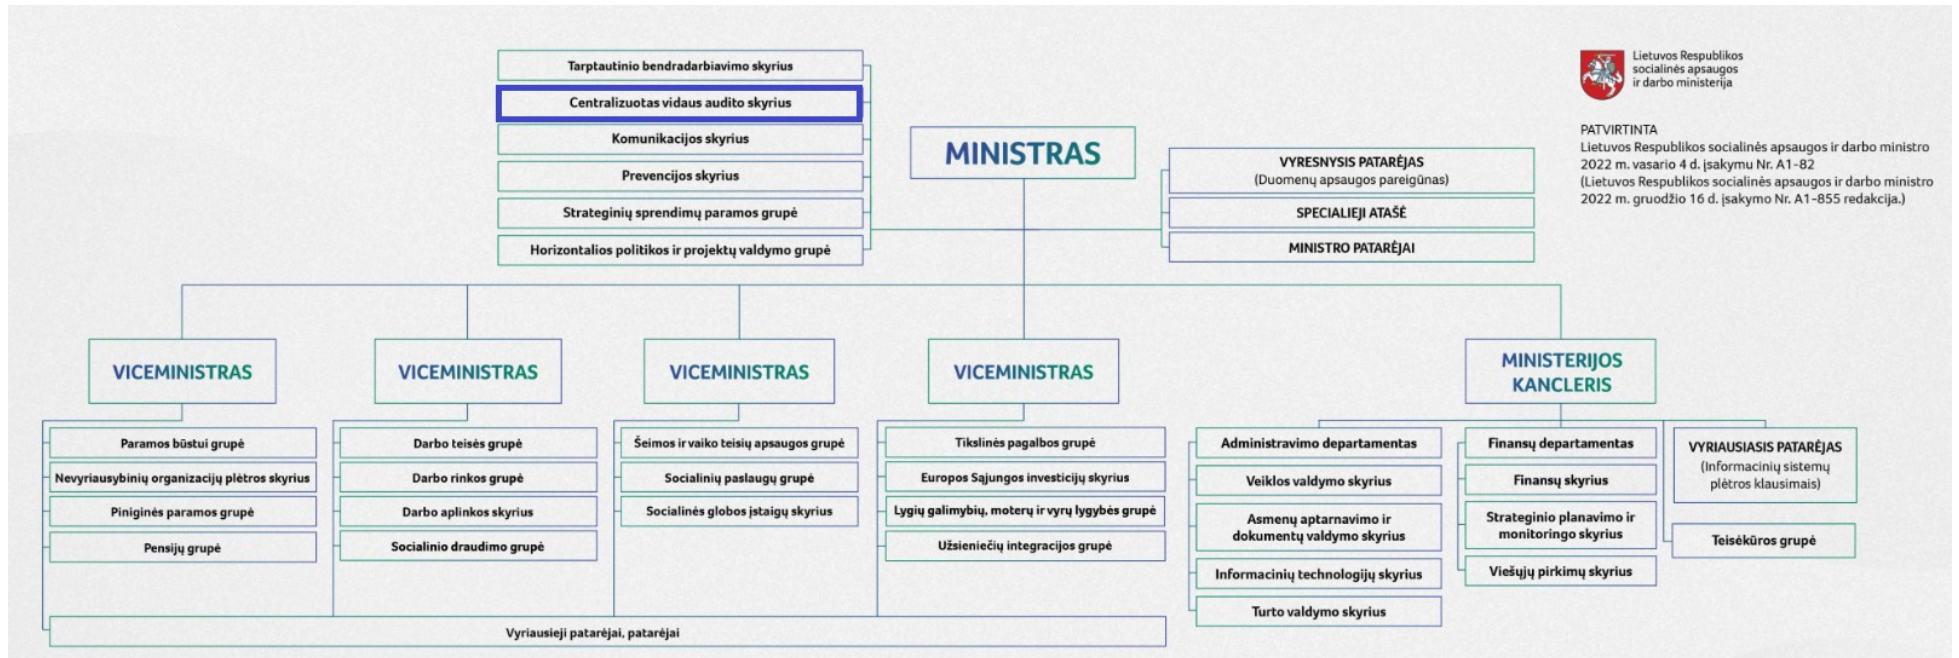 Tarptautinio bendradarbiavimo skyrius
Centralizuotas vidaus audito skyrius
Komunikacijos skyrius
Prevencijos skyrius
Strateginių sprendimų paramos grupė
Horizontalios politikos ir projektų valdymo grupė
MINISTRAS
VYRESNYSIS PATARĖJAS
(Duomenų apsaugos pareigūnas)
SPECIALIEJI ATAŠĖ
MINISTRO PATARĖJAI
Lietuvos Respublikos
socialinės apsaugos
ir darbo ministerija
PATVIRTINTA
Lietuvos Respublikos socialinės apsaugos ir darbo ministro
2022 m. vasario 4 d. įsakymu Nr. A1-82
(Lietuvos Respublikos socialinės apsaugos ir darbo ministro
2022 m. gruodžio 16 d. įsakymo Nr. A1-855 redakcija.)
VICEMINISTRAS
Paramos būstui grupė
Nevyriausybinių organizacijų plėtros skyrius
Piniginės paramos grupė
Pensijų grupė
VICEMINISTRAS
Darbo teisės grupė
Darbo rinkos grupė
Darbo aplinkos skyrius
Socialinio draudimo grupė
VICEMINISTRAS
Šeimos ir vaiko teisių apsaugos grupė
Socialinių paslaugų grupė
Socialinės globos įstaigų skyrius
VICEMINISTRAS
Tikslinės pagalbos grupė
Europos Sąjungos investicijų skyrius
Lygių galimybių, moterų ir vyrų lygybės grupė
Užsieniečių integracijos grupė
Vyriausieji patarėjai, patarėjai
MINISTERIJOS
KANCLERIS
Administravimo departamentas
Veiklos valdymo skyrius
Asmenų aptarnavimo ir
dokumentų valdymo skyrius
Informacinių technologijų skyrius
Turto valdymo skyrius
Finansų departamentas
Finansų skyrius
Strateginio planavimo ir
monitoringo skyrius
Viešųjų pirkimų skyrius
VYRIAUSIASIS PATARĖJAS
(Informacinių sistemų
plėtros klausimais)
Teisėkūros grupė